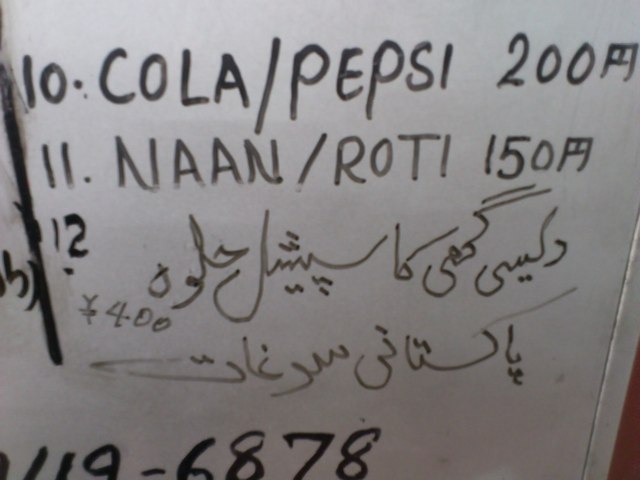 10. COLA/PEPSI 200円
11. NAAN/ROTI 150円
12. دیسی گھی کا سپیشل حلوہ
¥400
پاکستانی سوغات
119-6878